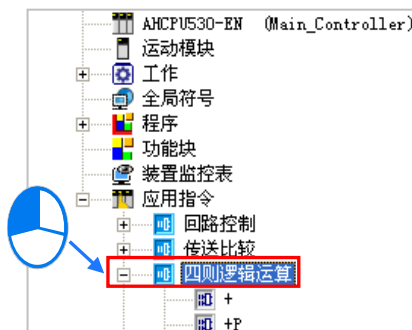 AHCPU530-EN (Main_Controller)
运动模块
工作
全局符号
程序
功能块
装置监控表
应用指令
回路控制
传送比较
四则逻辑运算
+
+P